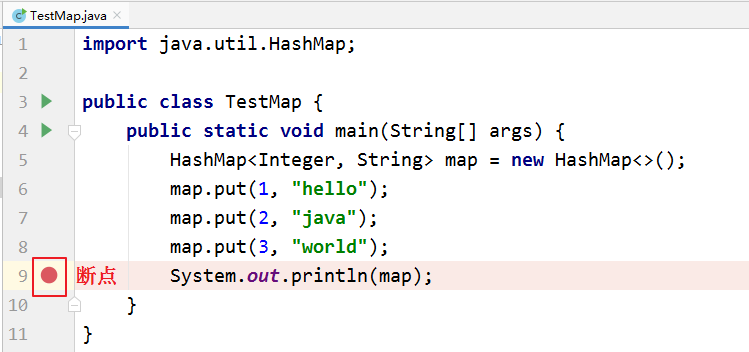 TestMap.java ×
1 import java.util.HashMap;
2
3 public class TestMap {
4 public static void main(String[] args) {
5 HashMap<Integer, String> map = new HashMap<>();
6 map.put(1, "hello");
7 map.put(2, "java");
8 map.put(3, "world");
9 断点 System.out.println(map);
10 }
11 }